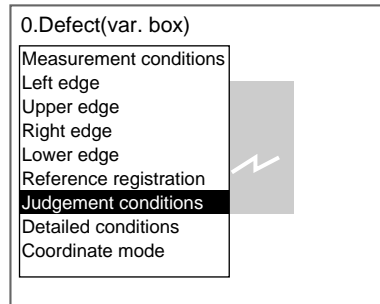 0.Defect(var. box)
Measurement conditions
Left edge
Upper edge
Right edge
Lower edge
Reference registration
Judgement conditions
Detailed conditions
Coordinate mode